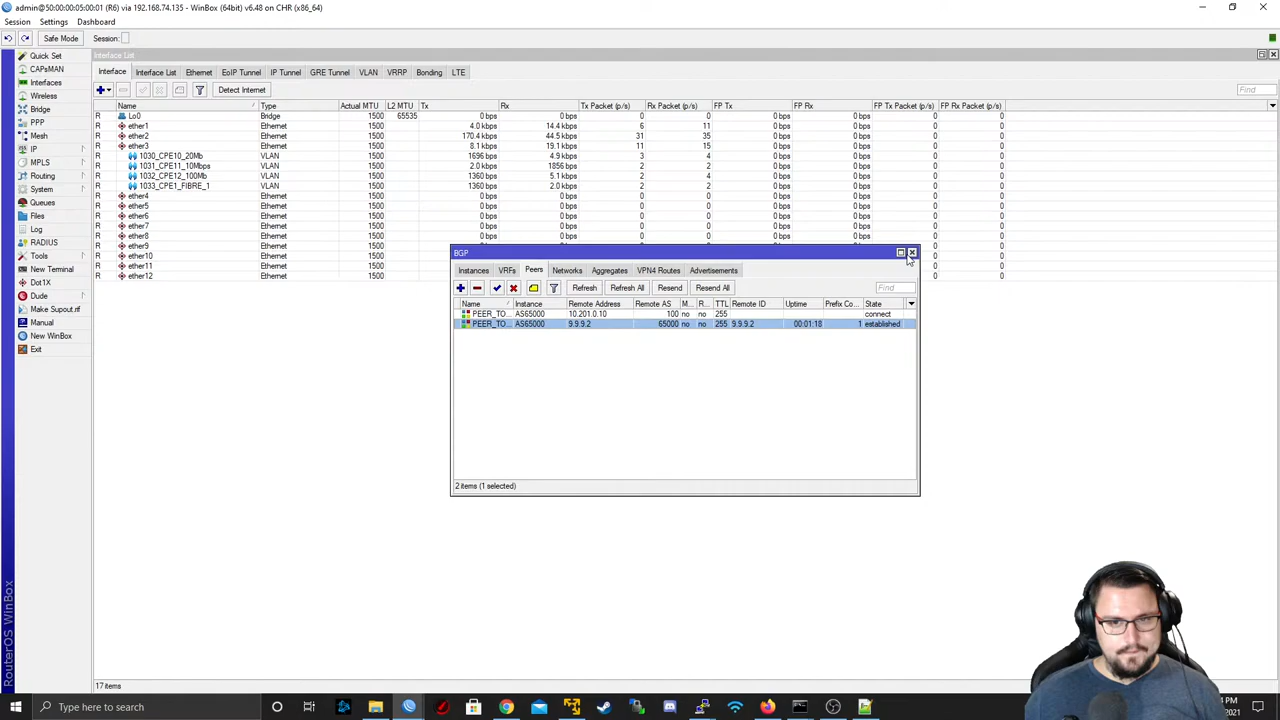 admin@50:00:00:05:00:01 (R6) via 192.168.74.135 - WinBox (64bit) v6.48 on CHR (x86_64)
Session Settings Dashboard
Safe Mode Session:
Interface List
Quick Set
CAPsMAN
Interfaces
Wireless
Bridge
PPP
Mesh
IP
MPLS
Routing
System
Queues
Files
Log
RADIUS
Tools
New Terminal
Dot1X
Dude
Make Supout.rif
Manual
New WinBox
Exit
RouterOS WinBox
Interface Interface List Ethernet EoIP Tunnel IP Tunnel GRE Tunnel VLAN VRRP Bonding LTE
Detect Internet Find
Name Type Actual MTU L2 MTU Tx Rx Tx Packet (p/s) Rx Packet (p/s) FP Tx FP Rx FP Tx Packet (p/s) FP Rx Packet (p/s)
R Lo0 Bridge 1500 65535 0 bps 0 bps 0 0 0 bps 0 bps 0 0
R ether1 Ethernet 1500 4.0 kbps 14.4 kbps 6 11 0 bps 0 bps 0 0
R ether2 Ethernet 1500 170.4 kbps 44.5 kbps 31 35 0 bps 0 bps 0 0
R ether3 Ethernet 1500 8.1 kbps 19.1 kbps 11 15 0 bps 0 bps 0 0
R 1030_CPE10_20Mb VLAN 1500 1696 bps 4.9 kbps 3 4 0 bps 0 bps 0 0
R 1031_CPE11_10Mbps VLAN 1500 2.0 kbps 1856 bps 2 2 0 bps 0 bps 0 0
R 1032_CPE12_100Mb VLAN 1500 1360 bps 5.1 kbps 2 4 0 bps 0 bps 0 0
R 1033_CPE1_FIBRE_1 VLAN 1500 1360 bps 2.0 kbps 2 2 0 bps 0 bps 0 0
R ether4 Ethernet 1500 0 bps 0 bps 0 0 0 bps 0 bps 0 0
R ether5 Ethernet 1500 0 bps 0 bps 0 0 0 bps 0 bps 0 0
R ether6 Ethernet 1500 0 bps 0 bps 0 0 0 bps 0 bps 0 0
R ether7 Ethernet 1500 0 bps 0 bps 0 0 0 bps 0 bps 0 0
R ether8 Ethernet 1500 0 bps 0 bps 0 0 0 bps 0 bps 0 0
R ether9 Ethernet 1500 0
R ether10 Ethernet 1500 0
R ether11 Ethernet 1500 0
R ether12 Ethernet 1500 0
BGP
Instances VRFs Peers Networks Aggregates VPN4 Routes Advertisements
Refresh Refresh All Resend Resend All Find
Name Instance Remote Address Remote AS M... R... TTL Remote ID Uptime Prefix Co... State
PEER_TO... AS65000 10.201.0.10 100 no no 255 connect
PEER_TO... AS65000 9.9.9.2 65000 no no 255 9.9.9.2 00:01:18 1 established
2 items (1 selected)
17 items
Type here to search